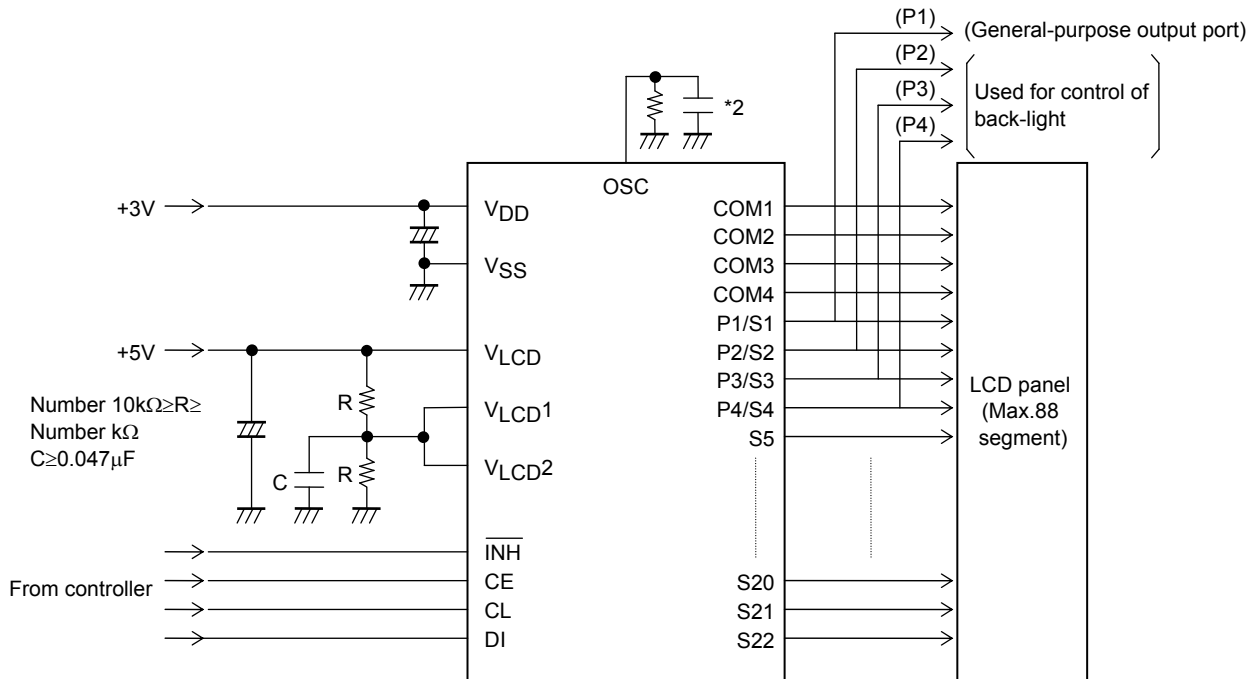 (P1)
(General-purpose output port)
(P2)
(P3)
Used for control of
back-light
(P4)
*2
OSC
+3V
VDD
VSS
+5V
VLCD
R
VLCD1
C
R
VLCD2
Number 10kΩ≥R≥
Number kΩ
C≥0.047μF
From controller
INH
CE
CL
DI
COM1
COM2
COM3
COM4
P1/S1
P2/S2
P3/S3
P4/S4
S5
S20
S21
S22
LCD panel
(Max.88
segment)